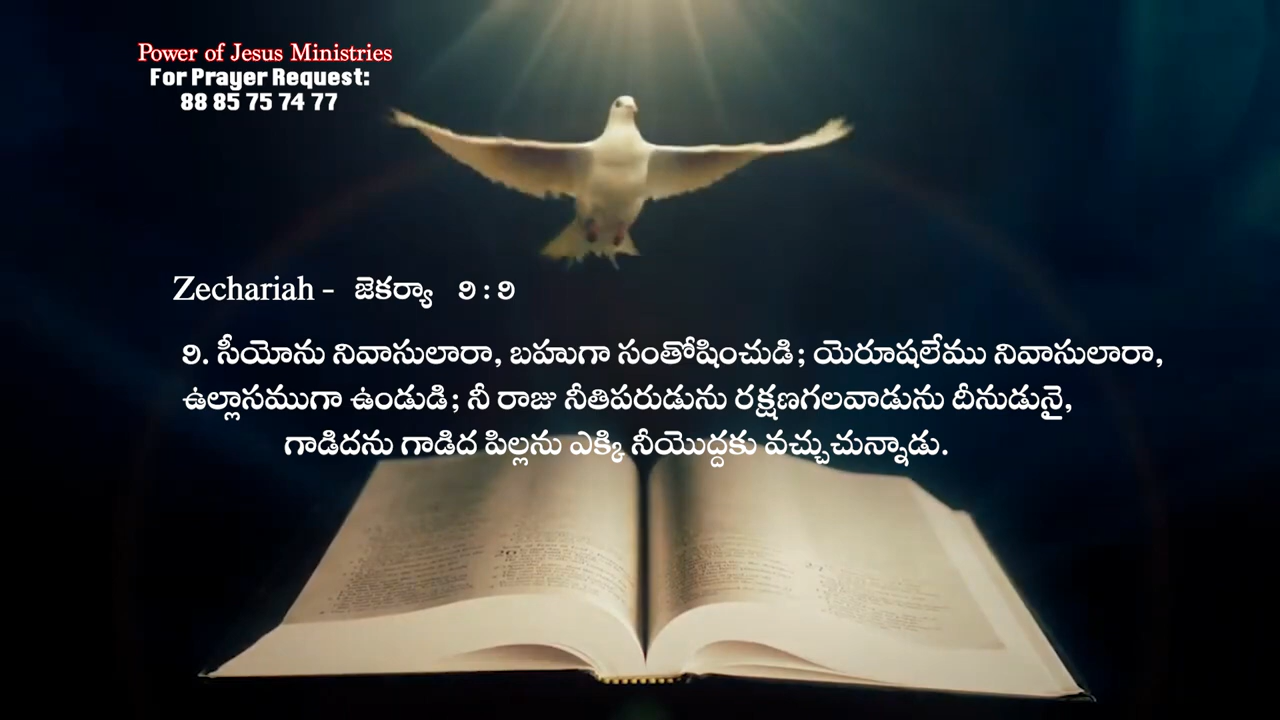 Power of Jesus Ministries
For Prayer Request:
88 85 75 74 77
Zechariah - జెకర్యా ౯ : ౯
౯. సీయోను నివాసులారా, బహుగా సంతోషించుడి; యెరూషలేము నివాసులారా,
ఉల్లాసముగా ఉండుడి; నీ రాజు నీతిపరుడును రక్షణగలవాడును దీనుడునై,
గాడిదను గాడిద పిల్లను ఎక్కి నీయొద్దకు వచ్చుచున్నాడు.